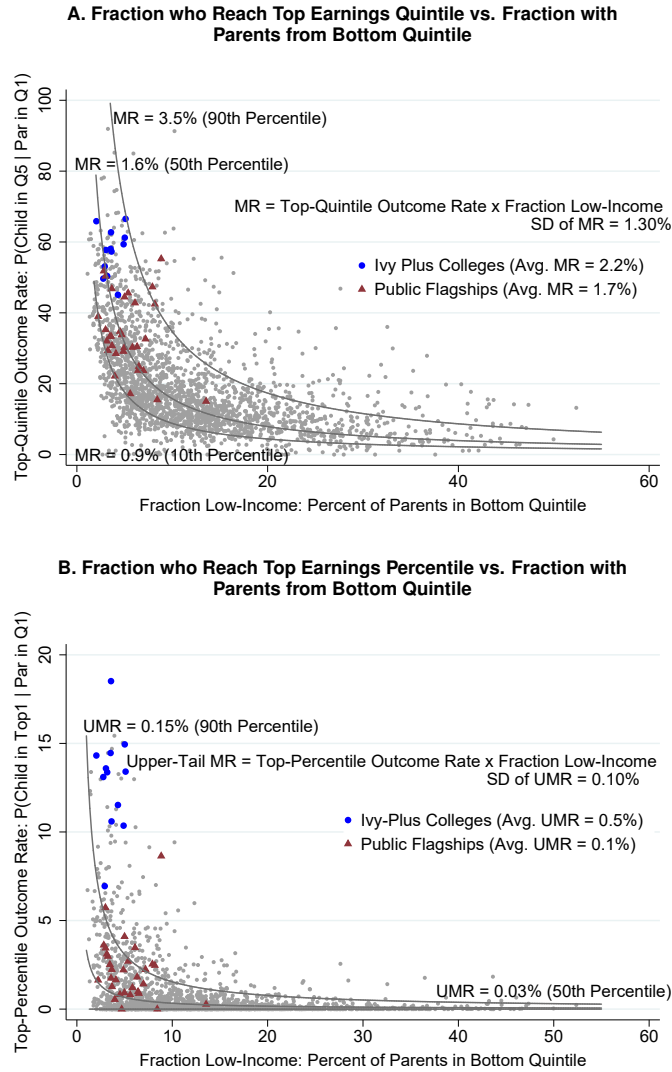 A. Fraction who Reach Top Earnings Quintile vs. Fraction with
Parents from Bottom Quintile
Top-Quintile Outcome Rate: P(Child in Q5 | Par in Q1)
100
80
60
40
20
0
MR = 3.5% (90th Percentile)
MR = 1.6% (50th Percentile)
MR = Top-Quintile Outcome Rate x Fraction Low-Income
SD of MR = 1.30%
Ivy Plus Colleges (Avg. MR = 2.2%)
Public Flagships (Avg. MR = 1.7%)
MR = 0.9% (10th Percentile)
0 20 40 60
Fraction Low-Income: Percent of Parents in Bottom Quintile
B. Fraction who Reach Top Earnings Percentile vs. Fraction with
Parents from Bottom Quintile
Top-Percentile Outcome Rate: P(Child in Top1 | Par in Q1)
20
15
10
5
0
UMR = 0.15% (90th Percentile)
Upper-Tail MR = Top-Percentile Outcome Rate x Fraction Low-Income
SD of UMR = 0.10%
Ivy-Plus Colleges (Avg. UMR = 0.5%)
Public Flagships (Avg. UMR = 0.1%)
UMR = 0.03% (50th Percentile)
0 10 20 30 40 50 60
Fraction Low-Income: Percent of Parents in Bottom Quintile